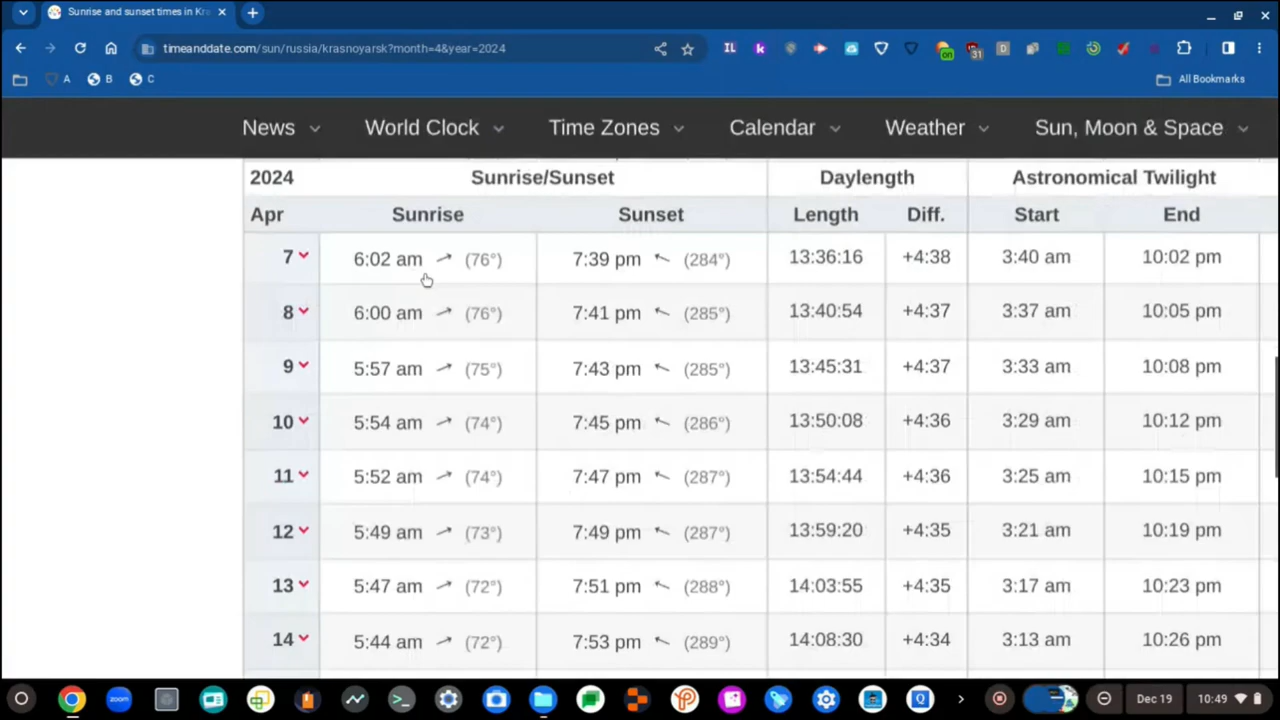 Sunrise and sunset times in Kra
timeanddate.com/sun/russia/krasnoyarsk?month=4&year=2024
IL k on 31 D
A B C All Bookmarks
News World Clock Time Zones Calendar Weather Sun, Moon & Space
2024 Sunrise/Sunset Daylength Astronomical Twilight
Apr Sunrise Sunset Length Diff. Start End
7 6:02 am (76°) 7:39 pm (284°) 13:36:16 +4:38 3:40 am 10:02 pm
8 6:00 am (76°) 7:41 pm (285°) 13:40:54 +4:37 3:37 am 10:05 pm
9 5:57 am (75°) 7:43 pm (285°) 13:45:31 +4:37 3:33 am 10:08 pm
10 5:54 am (74°) 7:45 pm (286°) 13:50:08 +4:36 3:29 am 10:12 pm
11 5:52 am (74°) 7:47 pm (287°) 13:54:44 +4:36 3:25 am 10:15 pm
12 5:49 am (73°) 7:49 pm (287°) 13:59:20 +4:35 3:21 am 10:19 pm
13 5:47 am (72°) 7:51 pm (288°) 14:03:55 +4:35 3:17 am 10:23 pm
14 5:44 am (72°) 7:53 pm (289°) 14:08:30 +4:34 3:13 am 10:26 pm
zoom Q Dec 19 10:49